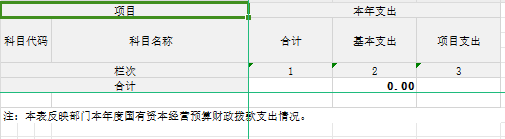 项目 本年支出
科目代码 科目名称 合计 基本支出 项目支出
栏次 1 2 3
合计 0.00
注：本表反映部门本年度国有资本经营预算财政拨款支出情况。